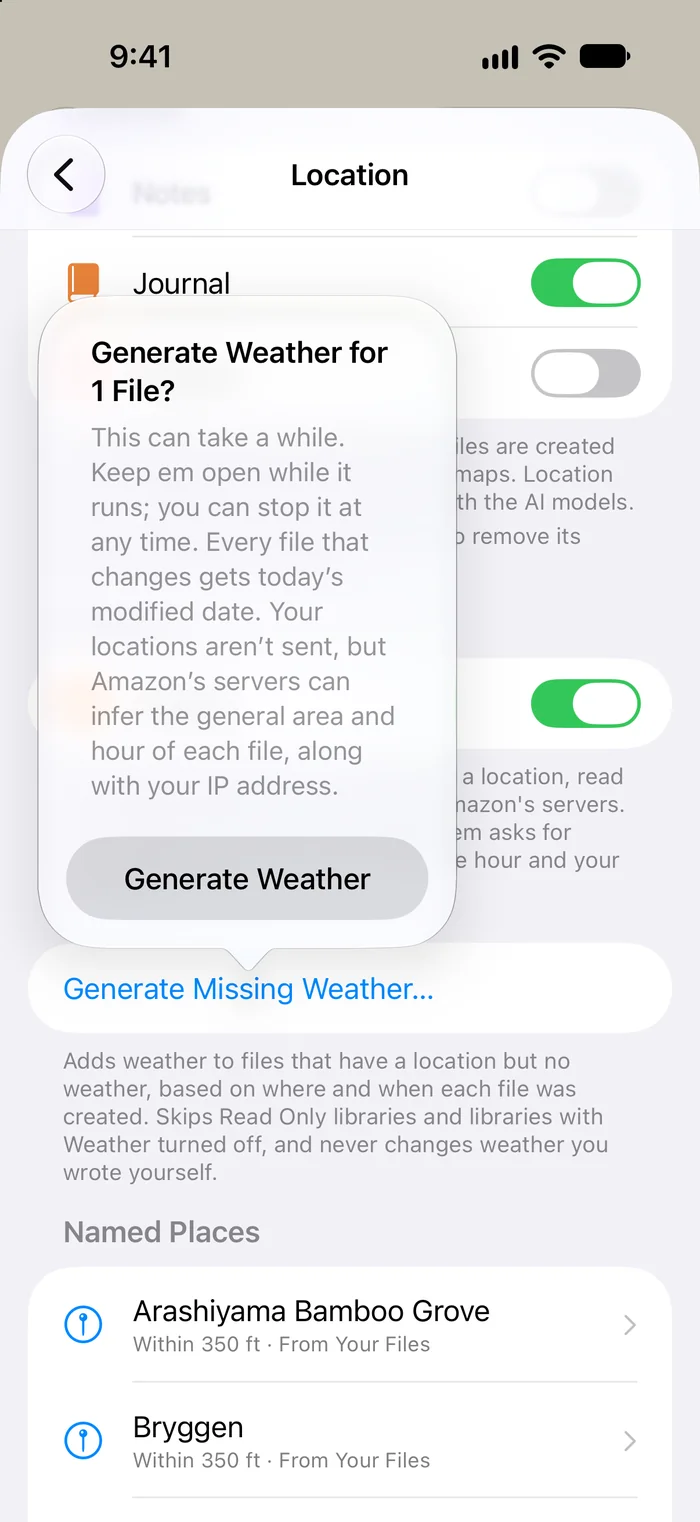 9:41
Location
Notes
Journal
Generate Weather for
1 File?
This can take a while.
Keep em open while it
runs; you can stop it at
any time. Every file that
changes gets today’s
modified date. Your
locations aren’t sent, but
Amazon’s servers can
infer the general area and
hour of each file, along
with your IP address.
Generate Weather
are created
maps. Location
the AI models.
remove its
a location, read
servers.
asks for
hour and your
Generate Missing Weather...
Adds weather to files that have a location but no
weather, based on where and when each file was
created. Skips Read Only libraries and libraries with
Weather turned off, and never changes weather you
wrote yourself.
Named Places
Arashiyama Bamboo Grove
Within 350 ft · From Your Files
Bryggen
Within 350 ft · From Your Files